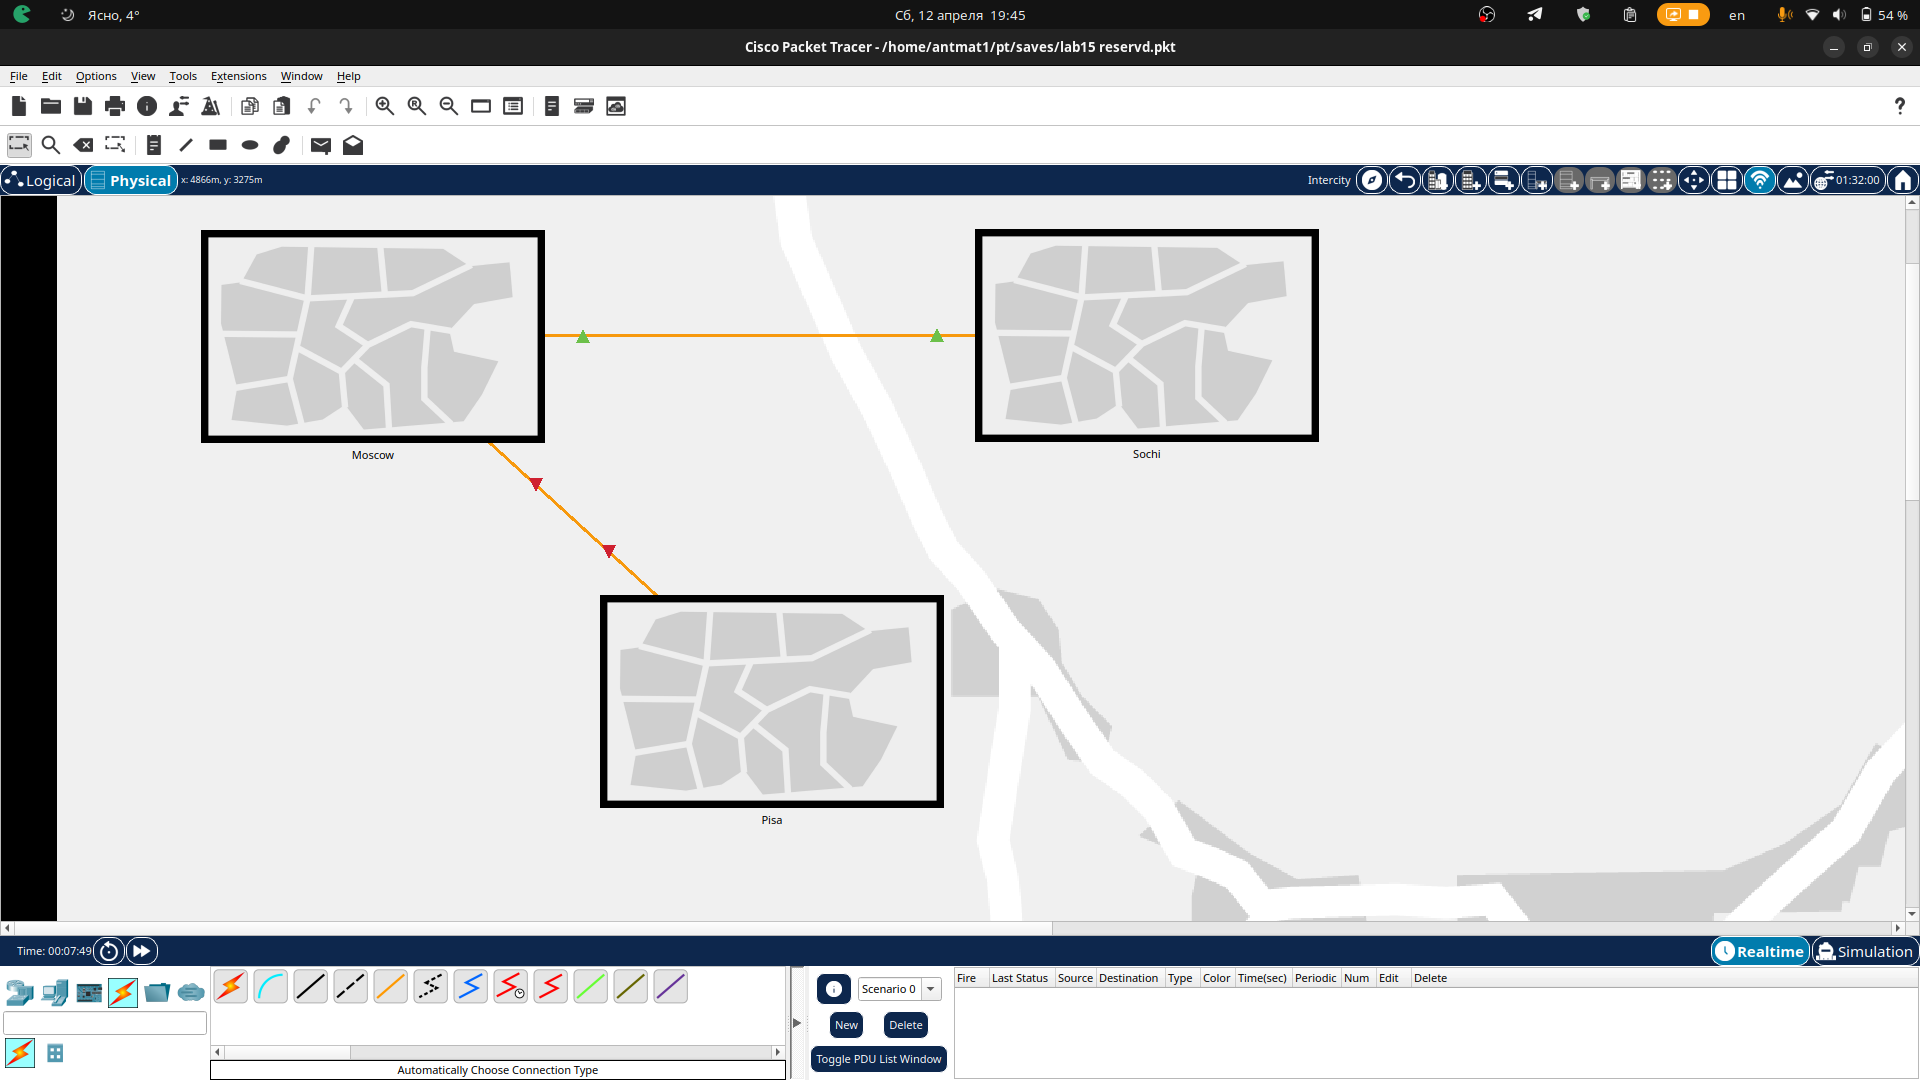 Ясно, 4°
Сб, 12 апреля 19:45
en
54 %
Cisco Packet Tracer - /home/antmat1/pt/saves/lab15 reservd.pkt
File Edit Options View Tools Extensions Window Help
Logical
Physical
x: 4866m, y: 3275m
Intercity
01:32:00
Moscow
Sochi
Pisa
Time: 00:07:49
Realtime
Simulation
Scenario 0
New
Delete
Toggle PDU List Window
Fire Last Status Source Destination Type Color Time(sec) Periodic Num Edit Delete
Automatically Choose Connection Type